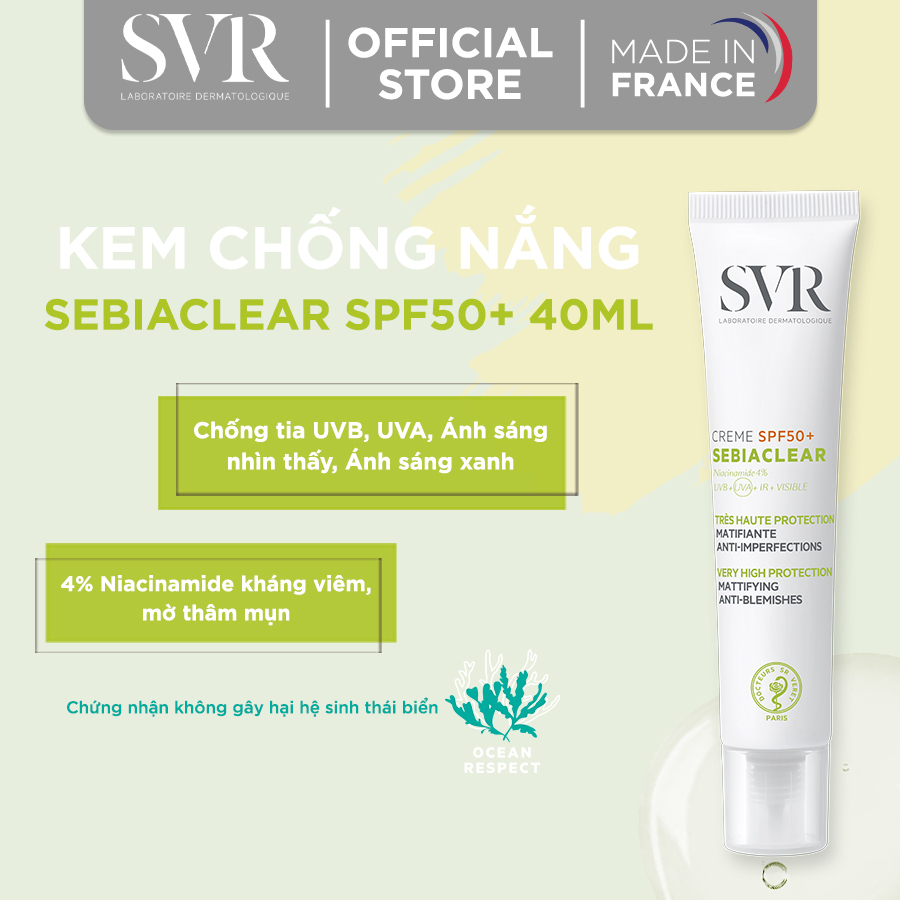 SVR
LABORATOIRE DERMATOLOGIQUE
OFFICIAL
STORE
MADE IN
FRANCE
KEM CHỐNG NẮNG
SEBIACLEAR SPF50+ 40ML
Chống tia UVB, UVA, Ánh sáng
nhìn thấy, Ánh sáng xanh
4% Niacinamide kháng viêm,
mờ thâm mụn
Chứng nhận không gây hại hệ sinh thái biển
OCEAN
RESPECT
SVR
LABORATOIRE DERMATOLOGIQUE
CREME SPF50+
SEBIACLEAR
Niacinamide 4%
UVB+UVA+IR+VISIBLE
TRÈS HAUTE PROTECTION
MATIFIANTE
ANTI-IMPERFECTIONS
VERY HIGH PROTECTION
MATTIFYING
ANTI-BLEMISHES
DOCTEURS SR VERET
PARIS